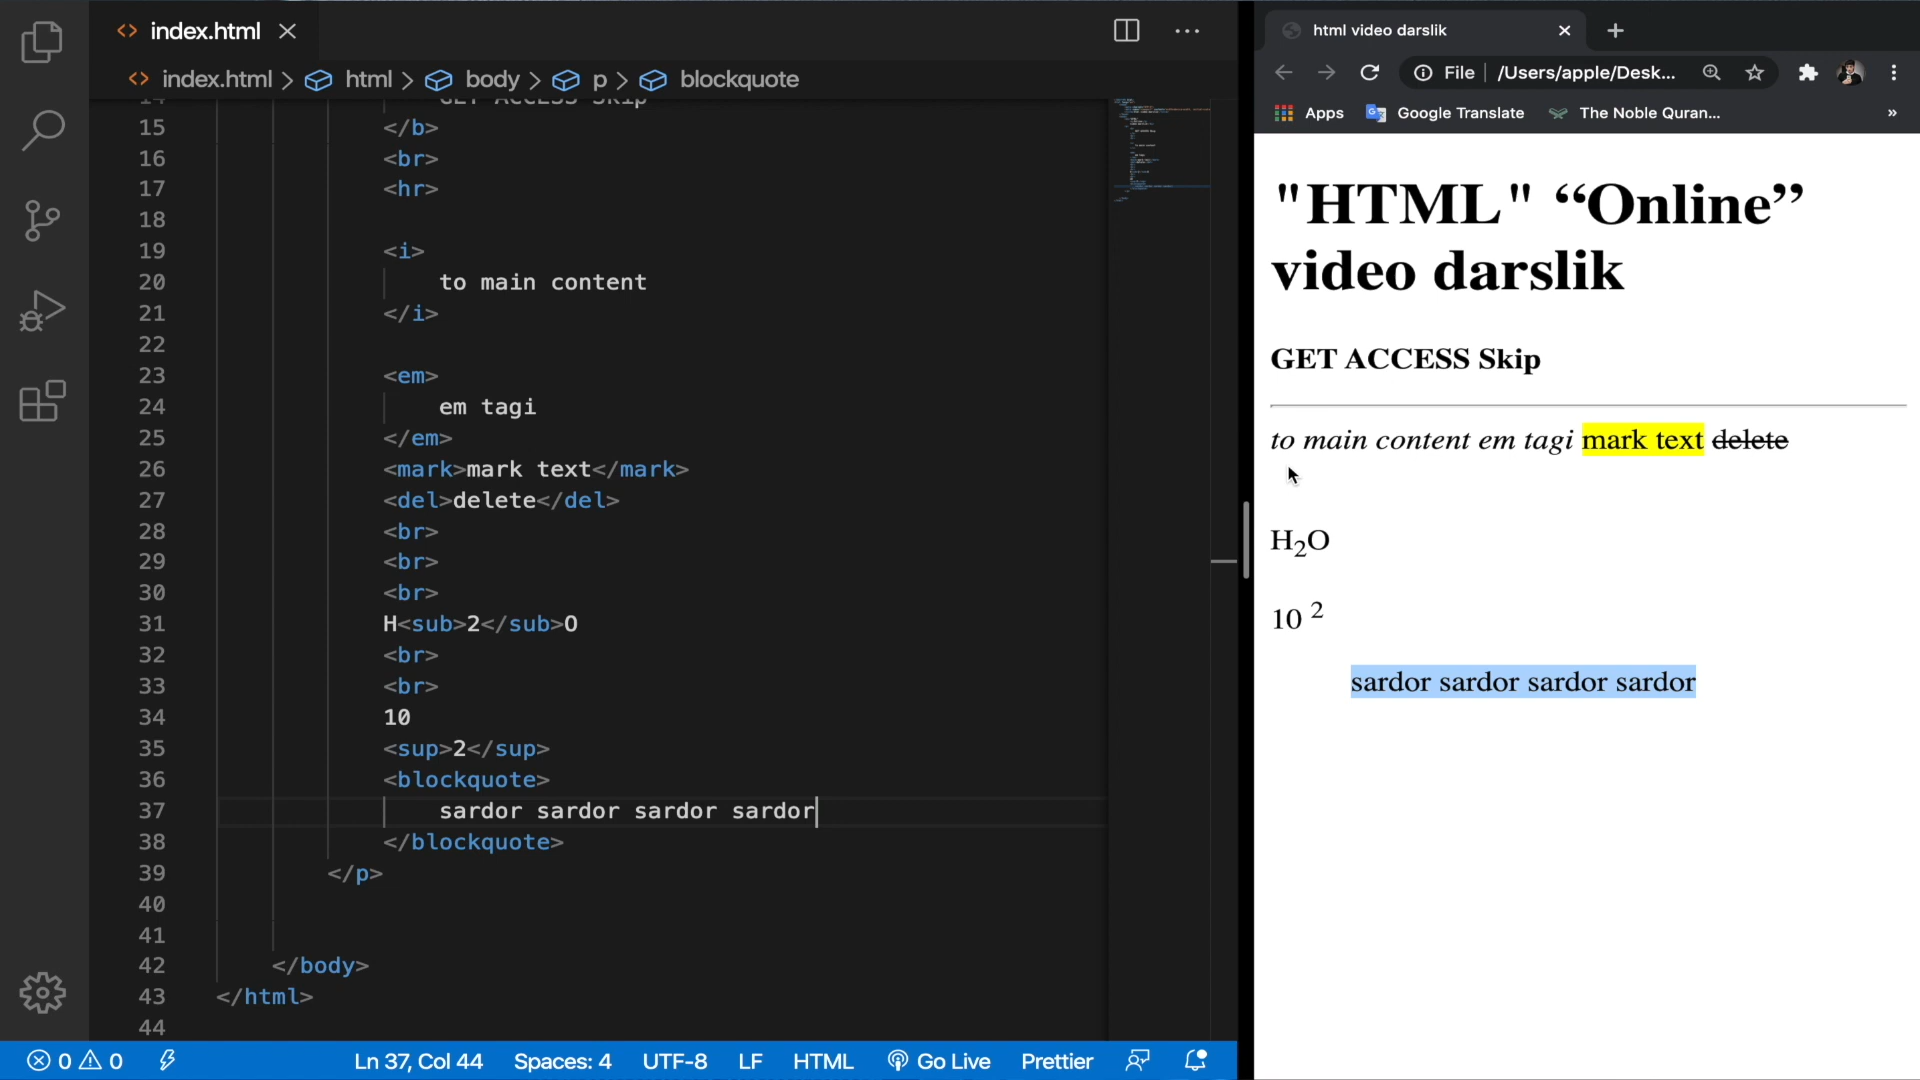 index.html
index.html > html > body > p > blockquote
14 GET ACCESS Skip
15 </b>
16 <br>
17 <hr>
18
19 <i>
20 to main content
21 </i>
22
23 <em>
24 em tagi
25 </em>
26 <mark>mark text</mark>
27 <del>delete</del>
28 <br>
29 <br>
30 <br>
31 H<sub>2</sub>O
32 <br>
33 <br>
34 10
35 <sup>2</sup>
36 <blockquote>
37 sardor sardor sardor sardor
38 </blockquote>
39 </p>
40
41
42 </body>
43 </html>
44
0 0 Ln 37, Col 44 Spaces: 4 UTF-8 LF HTML Go Live Prettier
html video darslik
File /Users/apple/Desk...
Apps Google Translate The Noble Quran... »
"HTML" “Online”
video darslik
GET ACCESS Skip
to main content em tagi mark text delete
H2O
10 2
sardor sardor sardor sardor